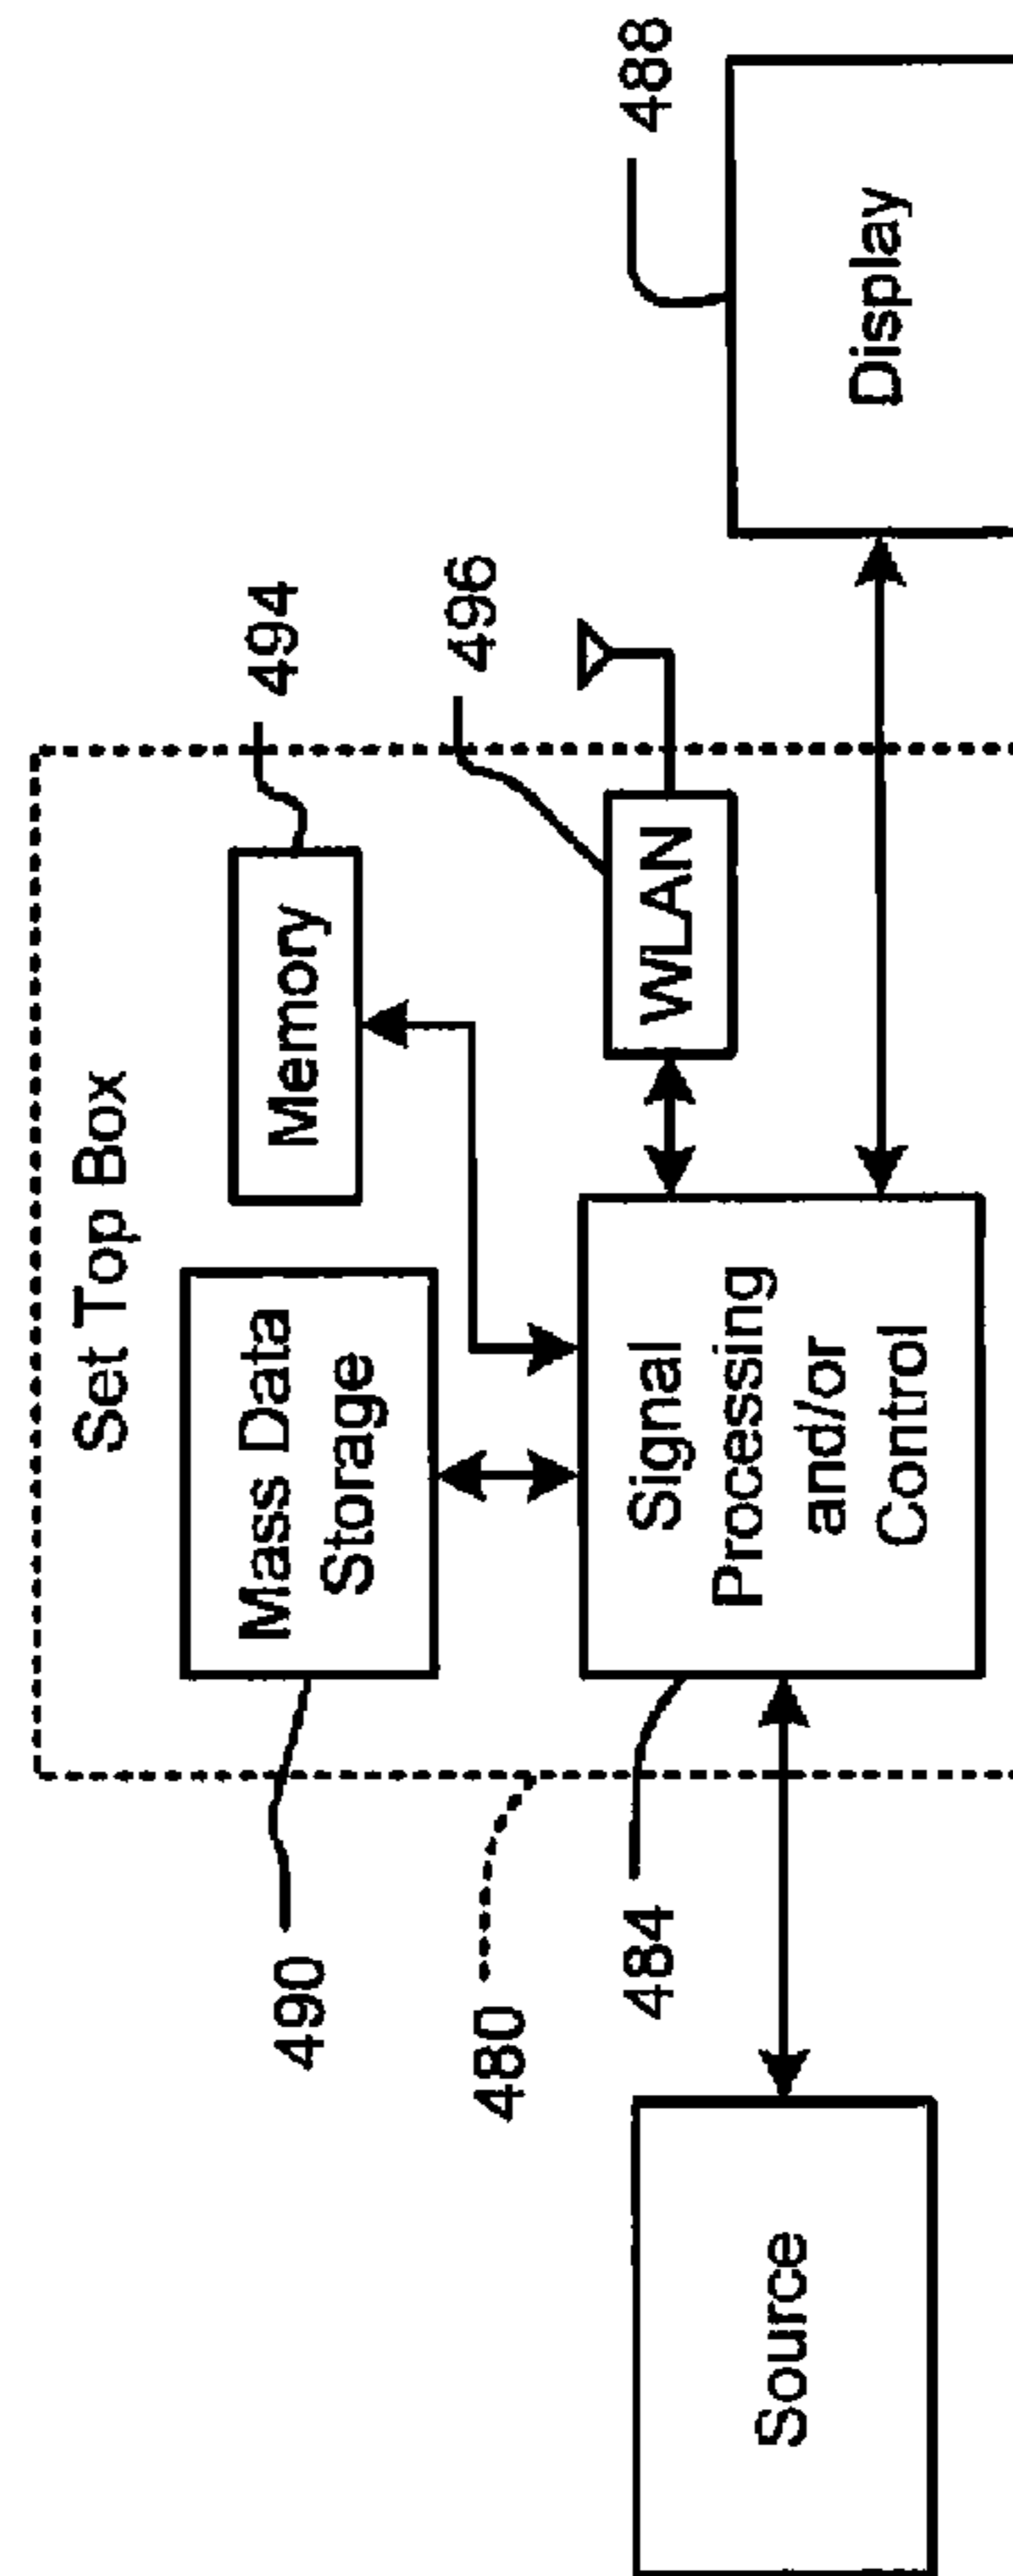 Set Top Box
490
Mass Data
Storage
Memory
494
480
496
484
Signal
Processing
and/or
Control
WLAN
488
Source
Display